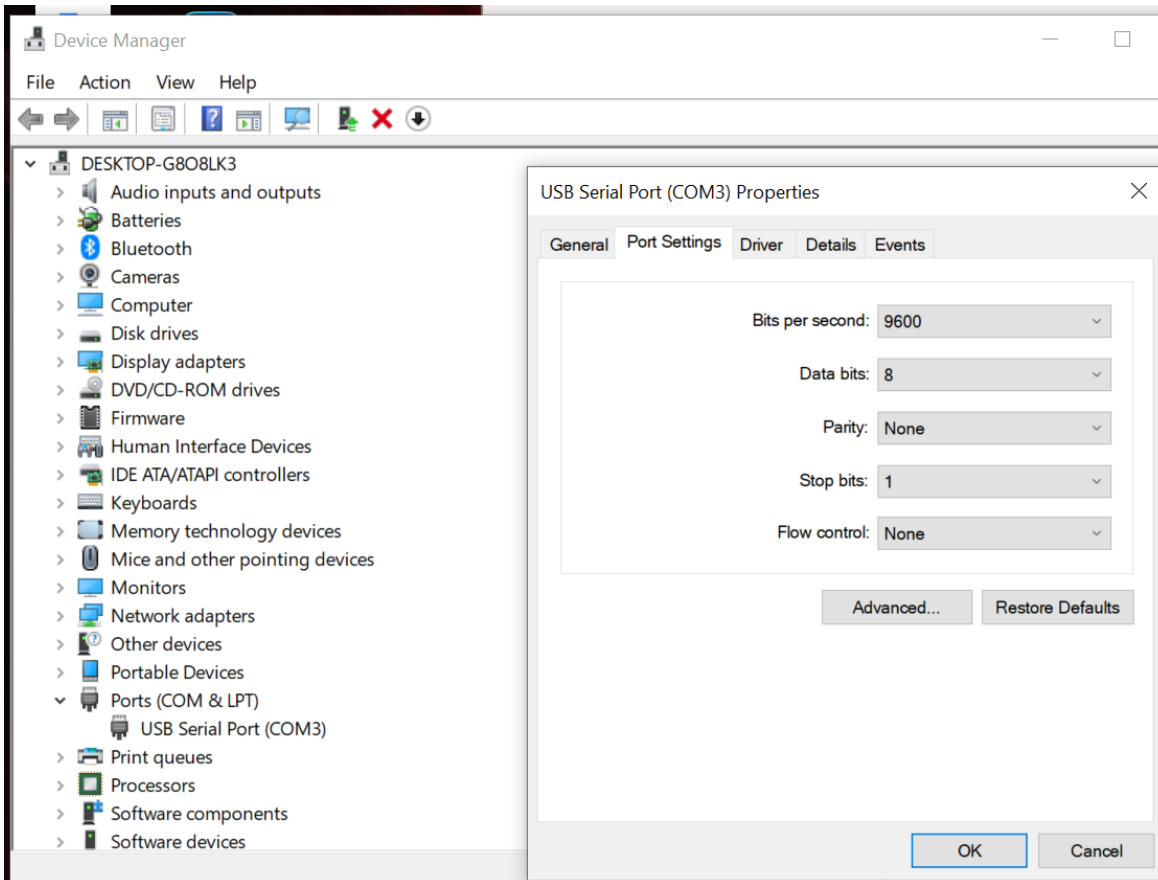 Device Manager
File Action View Help
DESKTOP-G8O8LK3
Audio inputs and outputs
Batteries
Bluetooth
Cameras
Computer
Disk drives
Display adapters
DVD/CD-ROM drives
Firmware
Human Interface Devices
IDE ATA/ATAPI controllers
Keyboards
Memory technology devices
Mice and other pointing devices
Monitors
Network adapters
Other devices
Portable Devices
Ports (COM & LPT)
USB Serial Port (COM3)
Print queues
Processors
Software components
Software devices
USB Serial Port (COM3) Properties
General Port Settings Driver Details Events
Bits per second: 9600
Data bits: 8
Parity: None
Stop bits: 1
Flow control: None
Advanced... Restore Defaults
OK Cancel